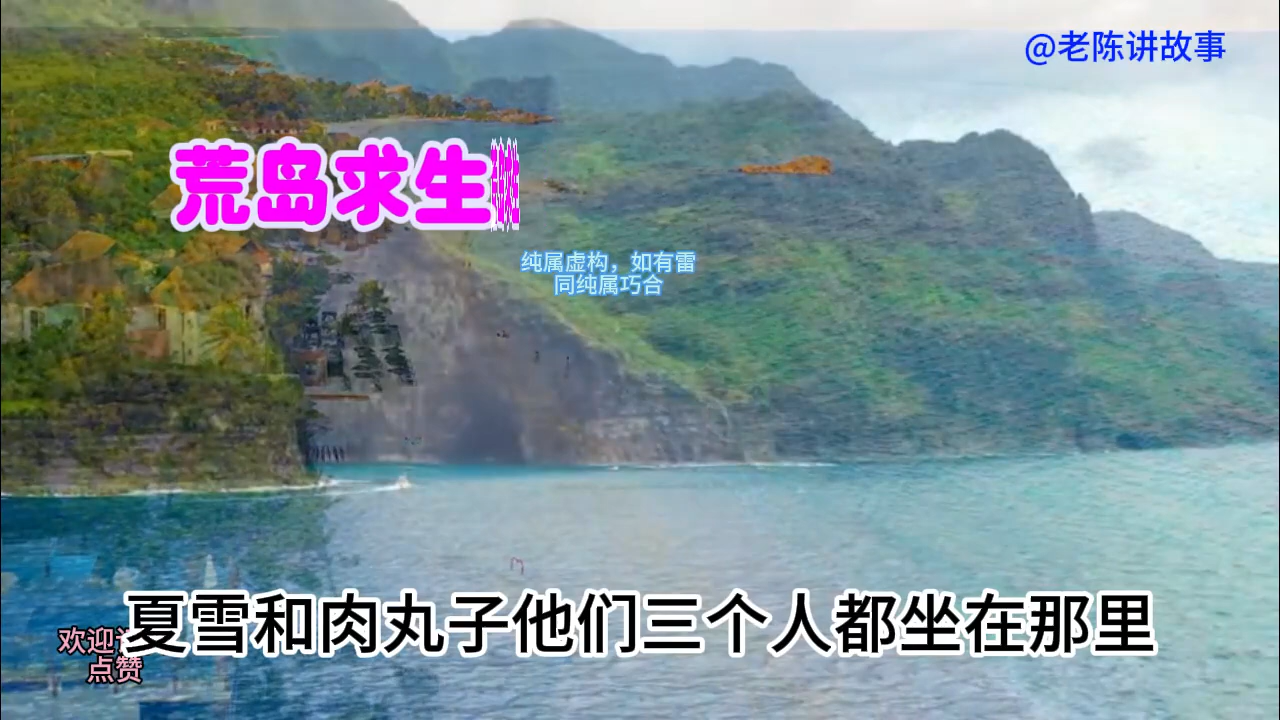 @老陈讲故事
荒岛求生
纯属虚构，如有雷
同纯属巧合
夏雪和肉丸子他们三个人都坐在那里
欢迎
点赞